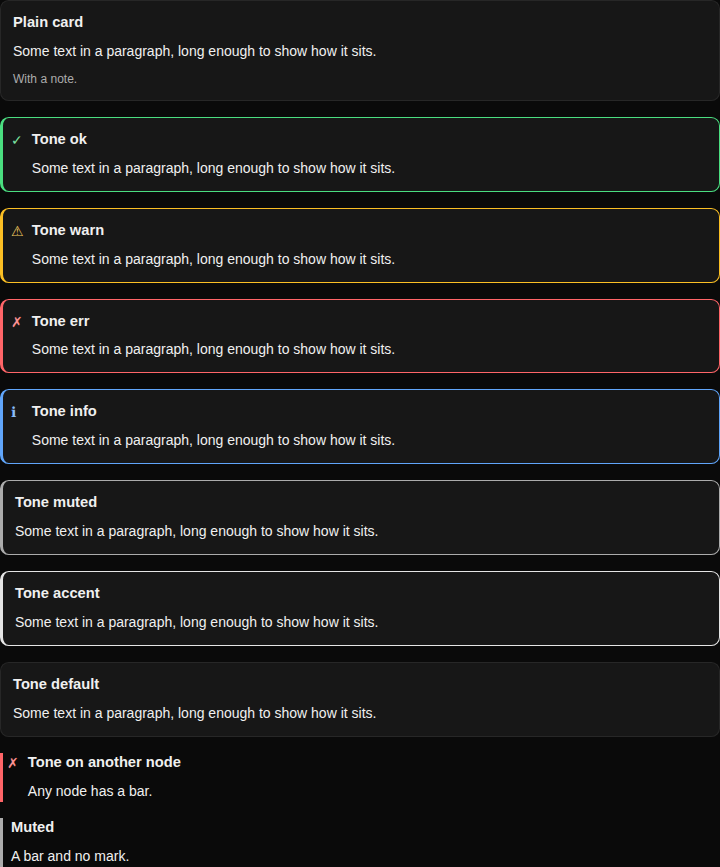 Plain card
Some text in a paragraph, long enough to show how it sits.
With a note.
✓ Tone ok
Some text in a paragraph, long enough to show how it sits.
⚠ Tone warn
Some text in a paragraph, long enough to show how it sits.
✗ Tone err
Some text in a paragraph, long enough to show how it sits.
ℹ Tone info
Some text in a paragraph, long enough to show how it sits.
Tone muted
Some text in a paragraph, long enough to show how it sits.
Tone accent
Some text in a paragraph, long enough to show how it sits.
Tone default
Some text in a paragraph, long enough to show how it sits.
✗ Tone on another node
Any node has a bar.
Muted
A bar and no mark.